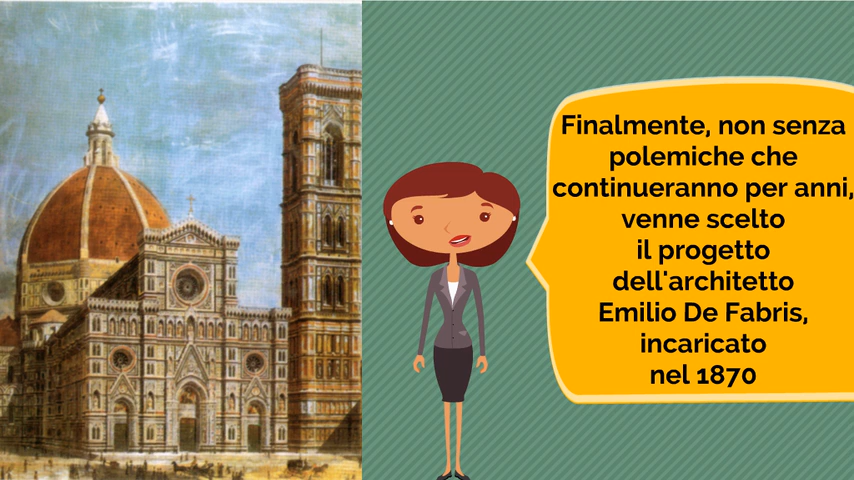 Finalmente, non senza
polemiche che
continueranno per anni,
venne scelto
il progetto
dell'architetto
Emilio De Fabris,
incaricato
nel 1870